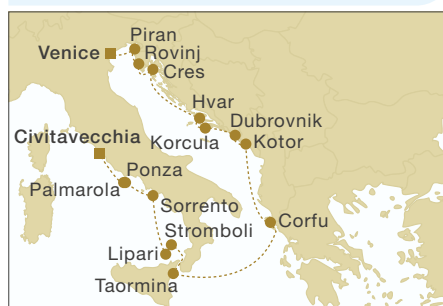 Piran
Venice
Rovinj
Cres
Hvar
Dubrovnik
Civitavecchia
Korcula
Kotor
Ponza
Palmarola
Sorrento
Corfu
Stromboli
Lipari
Taormina